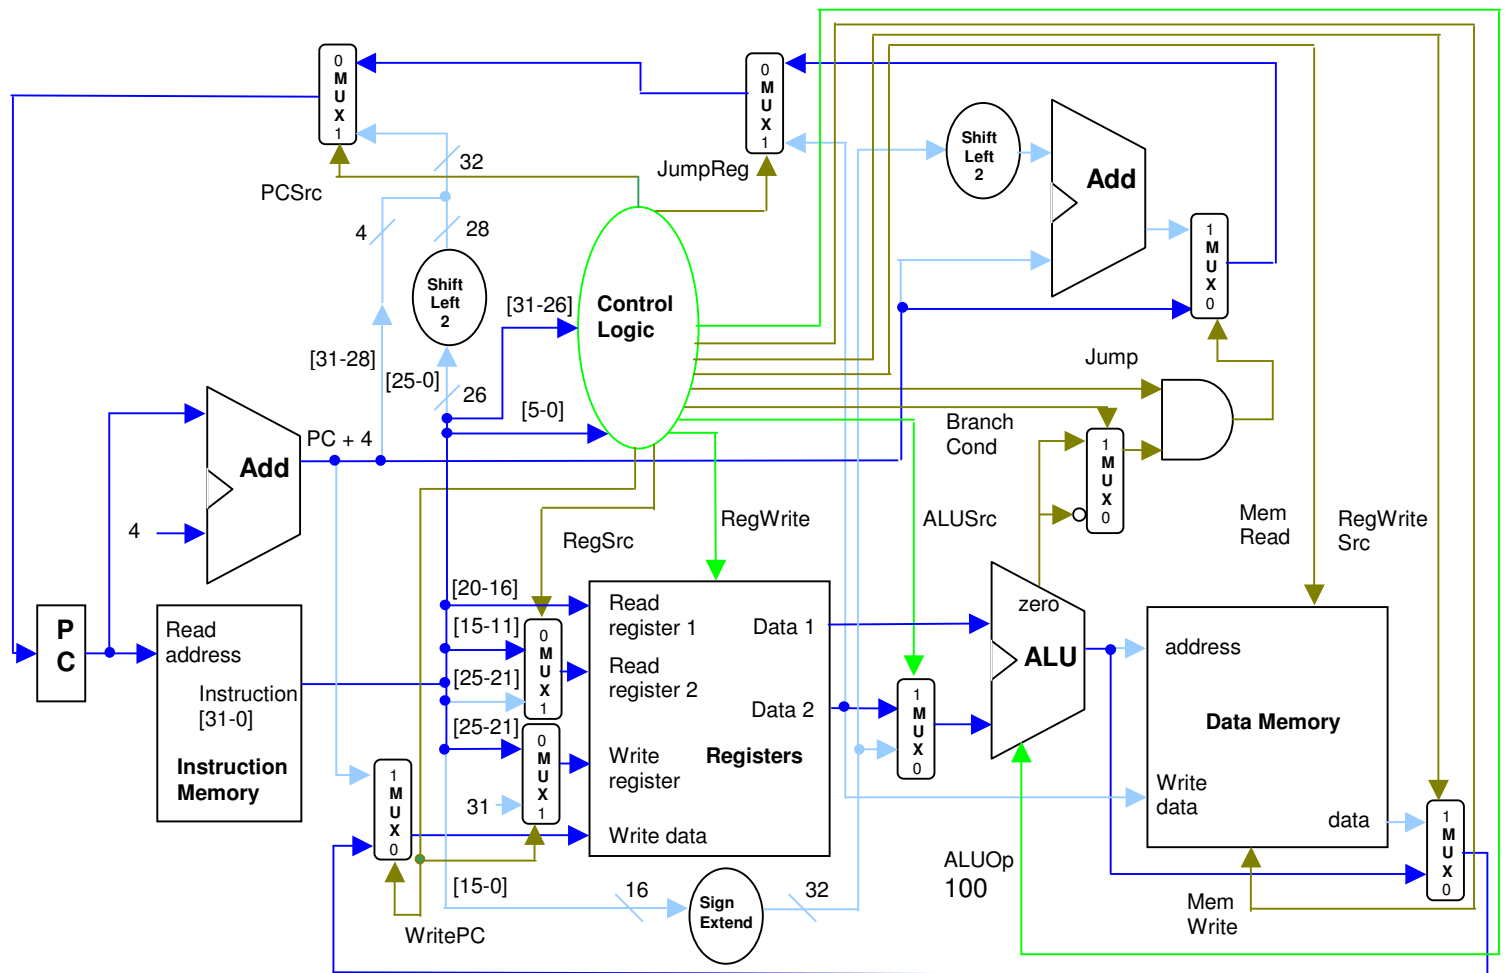 0
M
U
X
1
0
M
U
X
1
32
PCSrc
JumpReg
4
28
Shift
Left
2
Shift
Left
2
Add
1
M
U
X
0
[31-26]
Control
Logic
[31-28]
[25-0]
26
[5-0]
Jump
Branch
Cond
1
M
U
X
0
PC + 4
Add
4
RegSrc
RegWrite
ALUSrc
Mem
Read
RegWrite
Src
P
C
Read
address
Instruction
[31-0]
Instruction
Memory
[20-16]
[15-11]
[25-21]
[25-21]
0
M
U
X
1
0
M
U
X
1
31
Read
register 1
Read
register 2
Write
register
Write data
Data 1
Data 2
Registers
1
M
U
X
0
zero
ALU
address
Data Memory
Write
data
data
1
M
U
X
0
1
M
U
X
0
[15-0]
16
Sign
Extend
32
WritePC
ALUOp
100
Mem
Write